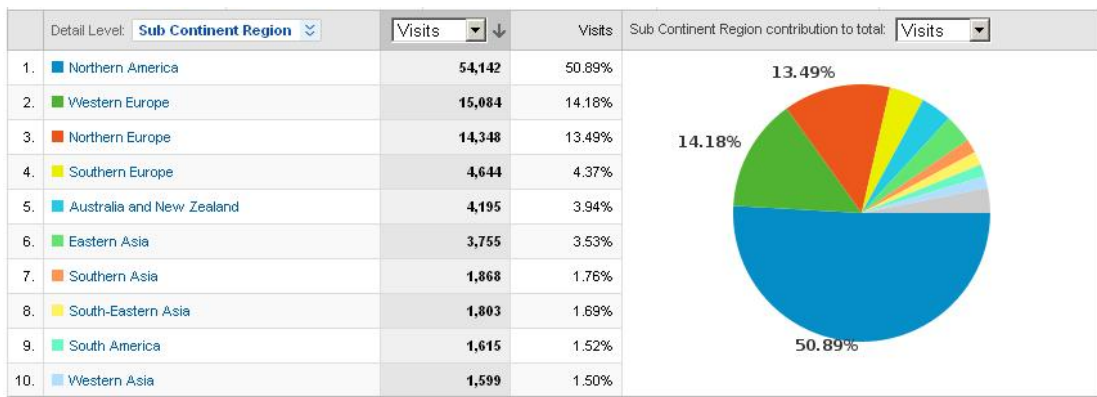 Detail Level: Sub Continent Region Visits Visits Sub Continent Region contribution to total: Visits
1. Northern America 54,142 50.89%
2. Western Europe 15,084 14.18%
3. Northern Europe 14,348 13.49%
4. Southern Europe 4,644 4.37%
5. Australia and New Zealand 4,195 3.94%
6. Eastern Asia 3,755 3.53%
7. Southern Asia 1,868 1.76%
8. South-Eastern Asia 1,803 1.69%
9. South America 1,615 1.52%
10. Western Asia 1,599 1.50%
13.49%
14.18%
50.89%